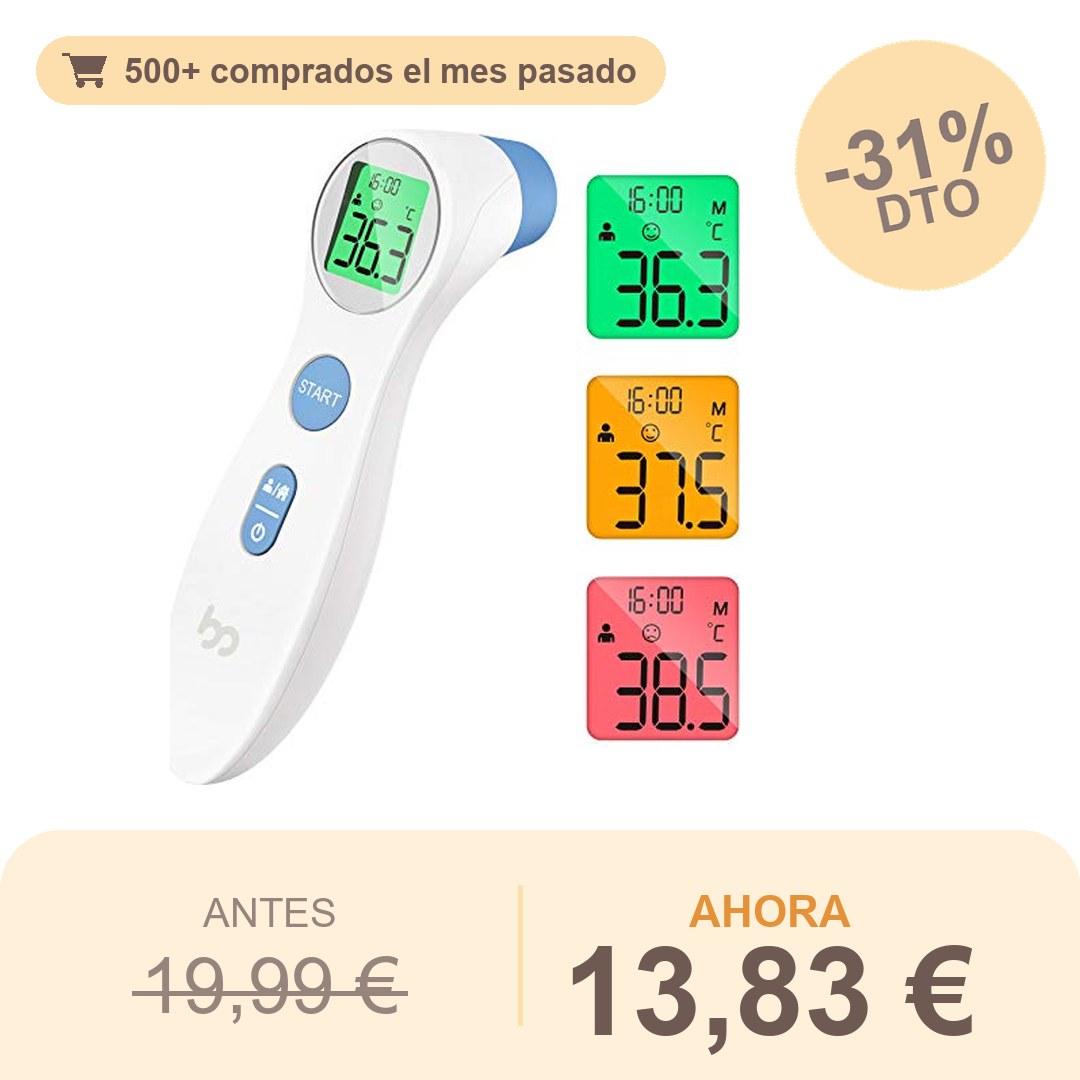 500+ comprados el mes pasado
-31%
DTO
16:00
°C
36.3
START
16:00
M
°C
36.3
16:00
M
°C
37.5
16:00
M
°C
38.5
ANTES
AHORA
19,99 €
13,83 €